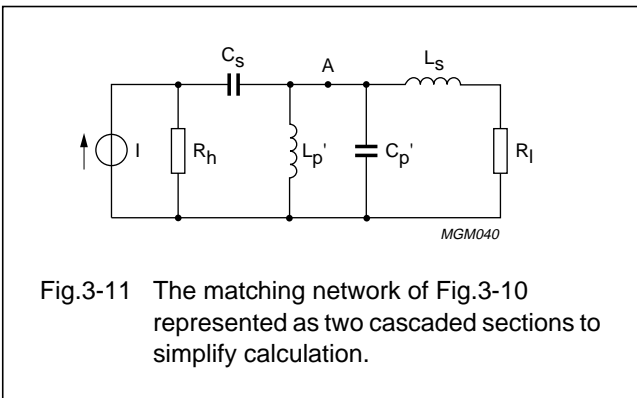 Cs
A
Ls
I
Rh
Lp'
Cp'
Rl
MGM040
Fig.3-11 The matching network of Fig.3-10
represented as two cascaded sections to
simplify calculation.